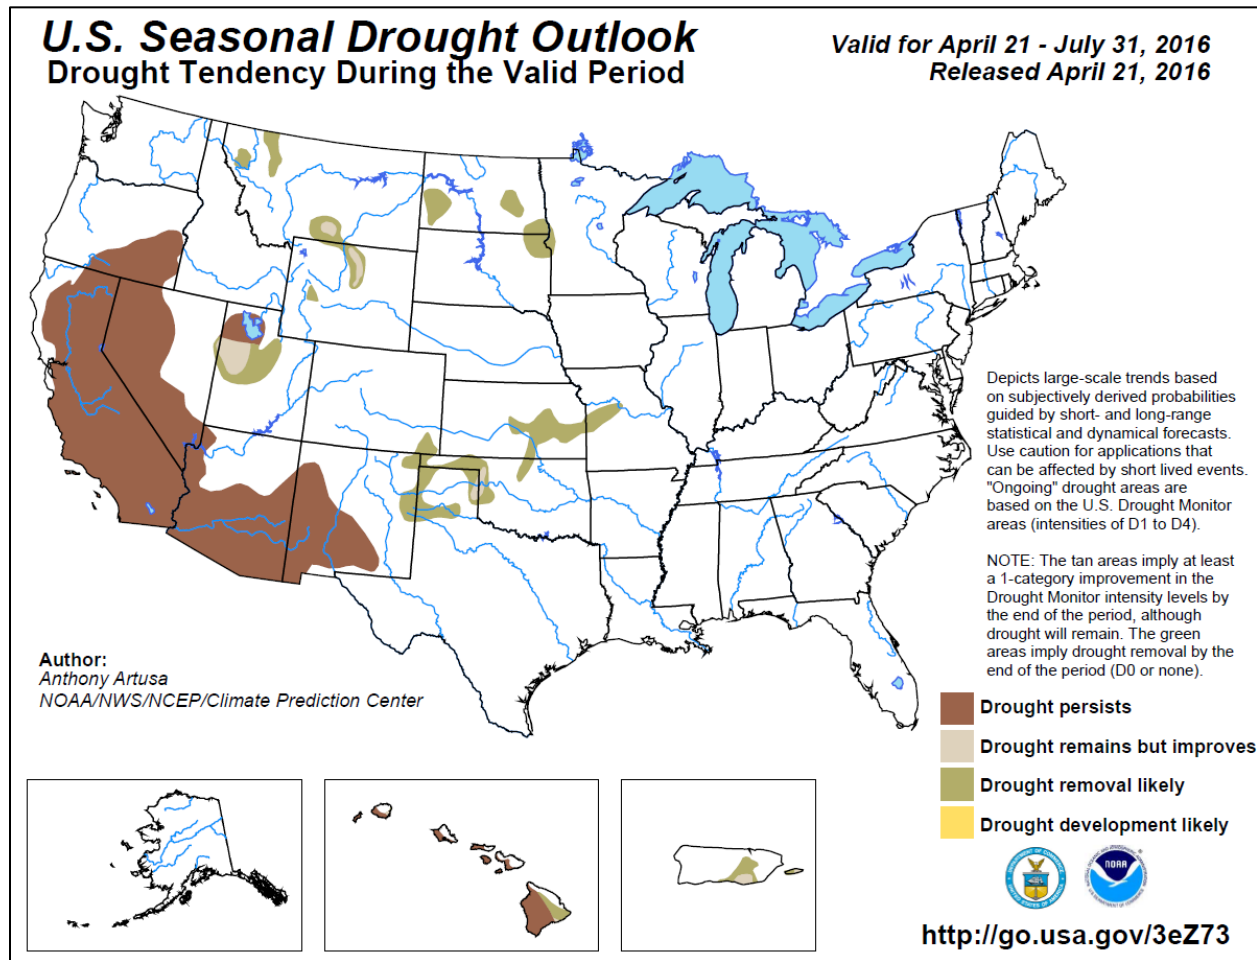 U.S. Seasonal Drought Outlook
Drought Tendency During the Valid Period
Valid for April 21 - July 31, 2016
Released April 21, 2016
Depicts large-scale trends based
on subjectively derived probabilities
guided by short- and long-range
statistical and dynamical forecasts.
Use caution for applications that
can be affected by short lived events.
"Ongoing" drought areas are
based on the U.S. Drought Monitor
areas (intensities of D1 to D4).
NOTE: The tan areas imply at least
a 1-category improvement in the
Drought Monitor intensity levels by
the end of the period, although
drought will remain. The green
areas imply drought removal by the
end of the period (D0 or none).
Author:
Anthony Artusa
NOAA/NWS/NCEP/Climate Prediction Center
Drought persists
Drought remains but improves
Drought removal likely
Drought development likely
NOAA
http://go.usa.gov/3eZ73